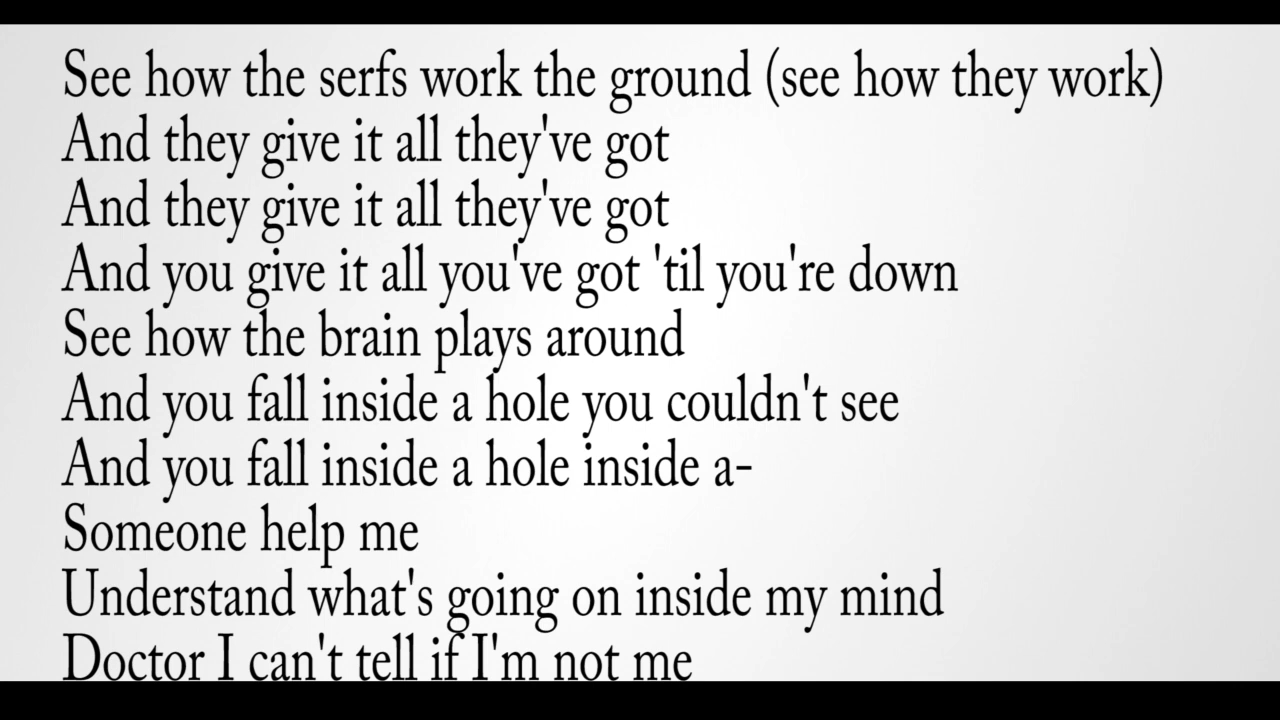 See how the serfs work the ground (see how they work)
And they give it all they've got
And they give it all they've got
And you give it all you've got 'til you're down
See how the brain plays around
And you fall inside a hole you couldn't see
And you fall inside a hole inside a-
Someone help me
Understand what's going on inside my mind
Doctor I can't tell if I'm not me